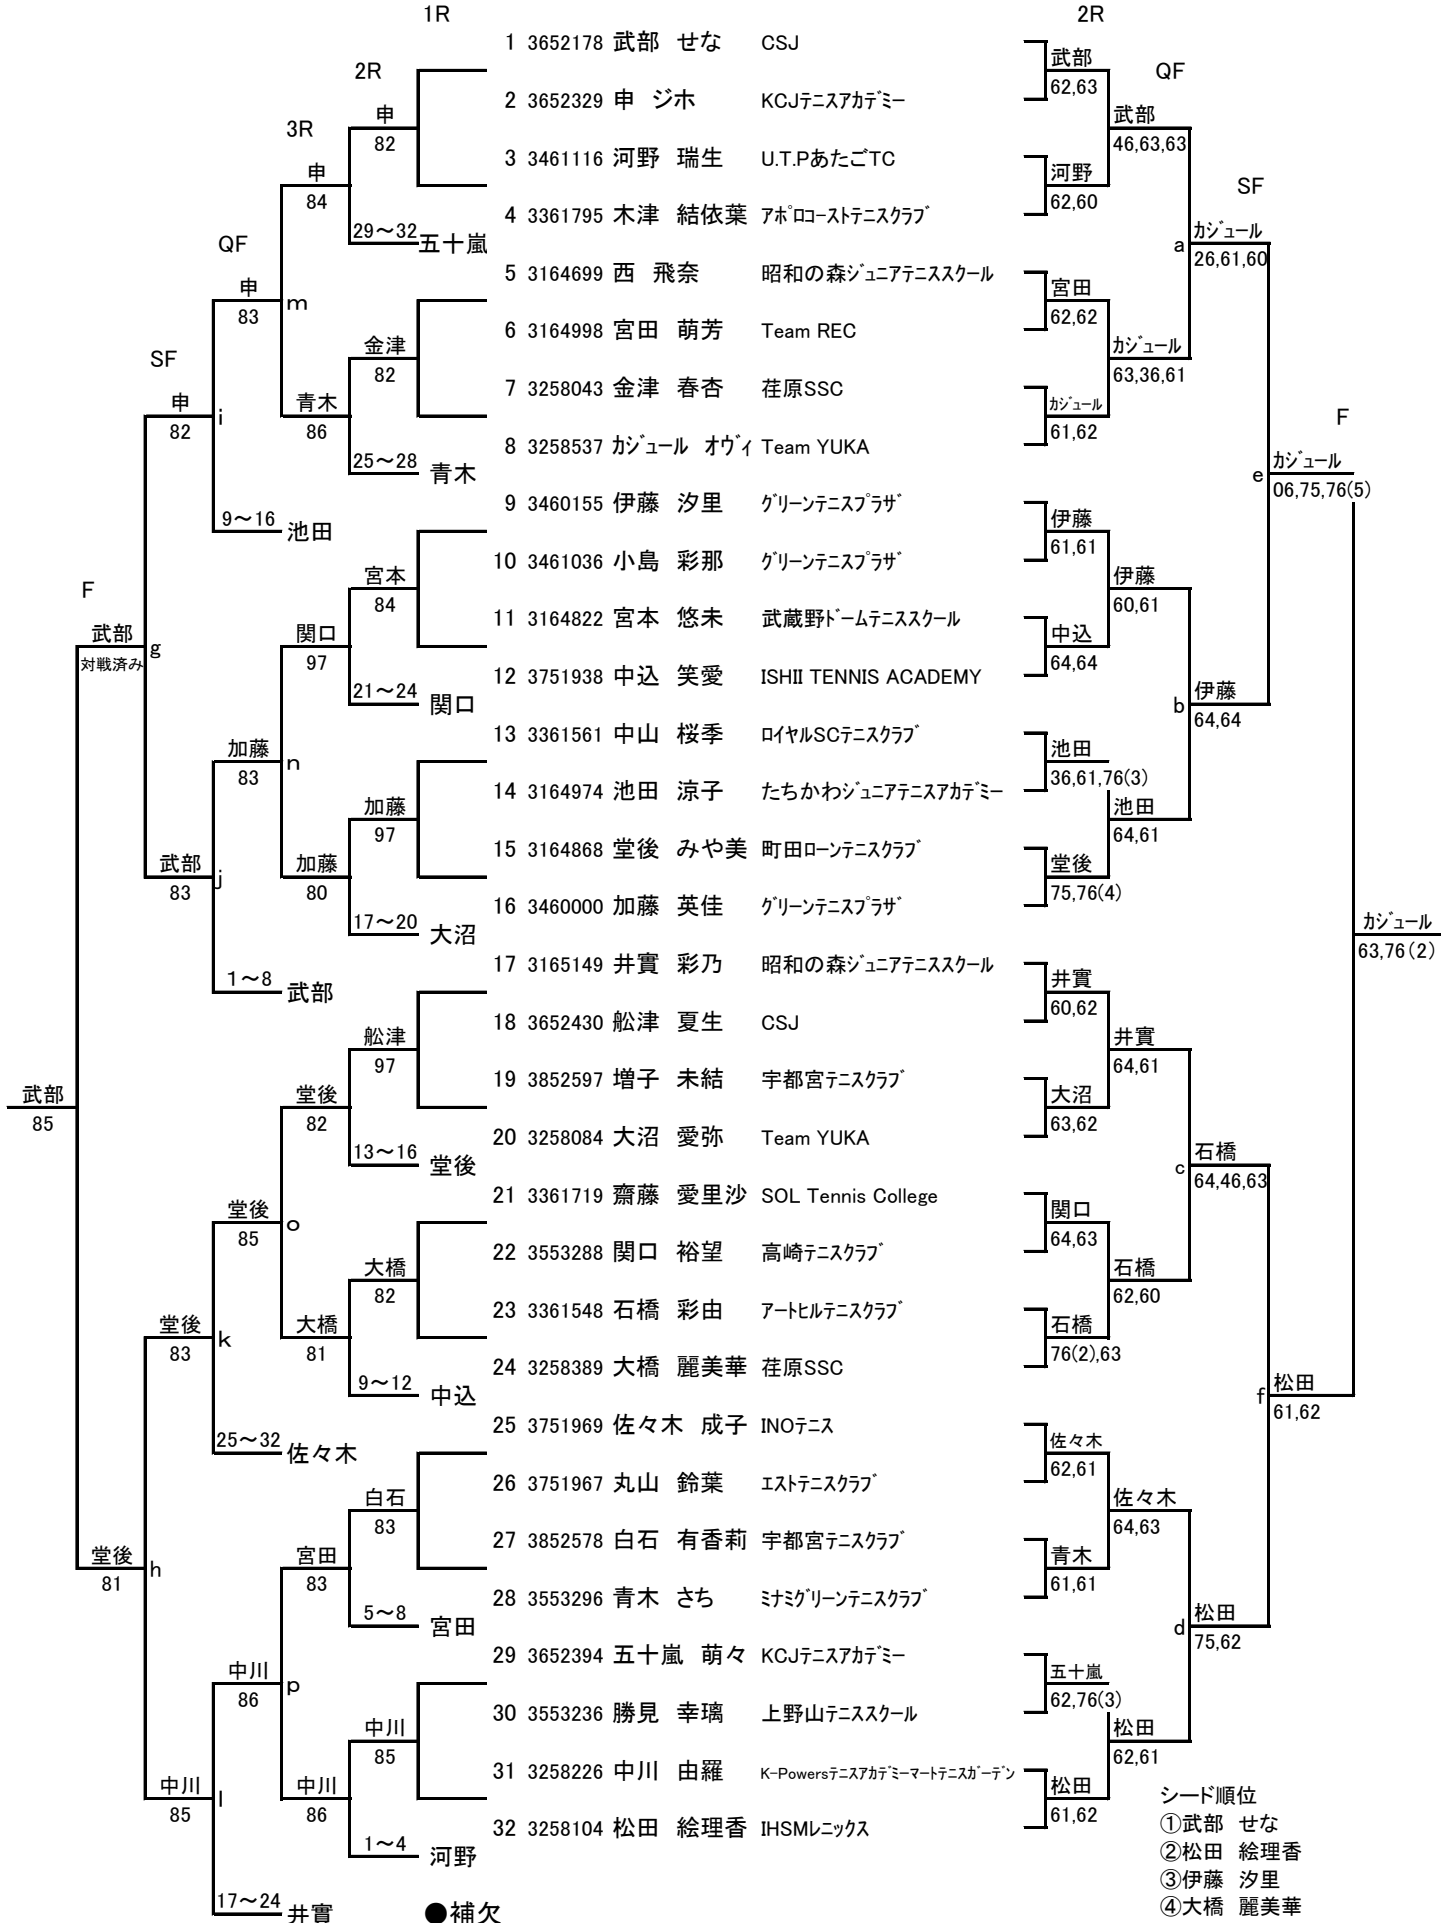 1R
2R
1 3652178 武部 せな CSJ
武部
2R
QF
62,63
2 3652329 申 ジホ KCJテニスアカデミー
申
武部
3R
82
46,63,63
3 3461116 河野 瑞生 U.T.PあたごTC
申
河野
84
SF
62,60
4 3361795 木津 結依葉 アポロコーストテニスクラブ
29～32
五十嵐
カジュール
QF
a
26,61,60
5 3164699 西 飛奈 昭和の森ジュニアテニススクール
申
m
宮田
83
62,62
6 3164998 宮田 萌芳 Team REC
金津
カジュール
SF
82
63,36,61
7 3258043 金津 春杏 荏原SSC
申
青木
カジュール
i
F
82
86
61,62
8 3258537 カジュール オヴィ Team YUKA
25～28
青木
カジュール
e
06,75,76(5)
9 3460155 伊藤 汐里 グリーンテニスプラザ
9～16
池田
伊藤
61,61
10 3461036 小島 彩那 グリーンテニスプラザ
宮本
伊藤
F
84
60,61
11 3164822 宮本 悠未 武蔵野ドームテニススクール
武部
g
関口
中込
対戦済み
97
64,64
12 3751938 中込 笑愛 ISHII TENNIS ACADEMY
21～24
関口
伊藤
b
64,64
13 3361561 中山 桜季 ロイヤルSCテニスクラブ
加藤
n
池田
83
36,61,76(3)
14 3164974 池田 涼子 たちかわジュニアテニスアカデミー
加藤
池田
97
64,61
15 3164868 堂後 みや美 町田ローンテニスクラブ
武部
加藤
堂後
j
83
80
75,76(4)
16 3460000 加藤 英佳 グリーンテニスプラザ
17～20
大沼
カジュール
63,76(2)
17 3165149 井實 彩乃 昭和の森ジュニアテニススクール
1～8
武部
井實
60,62
18 3652430 舩津 夏生 CSJ
舩津
井實
97
64,61
19 3852597 増子 未結 宇都宮テニスクラブ
武部
堂後
大沼
85
82
63,62
20 3258084 大沼 愛弥 Team YUKA
13～16
堂後
石橋
c
64,46,63
21 3361719 齋藤 愛里沙 SOL Tennis College
堂後
o
関口
85
64,63
22 3553288 関口 裕望 高崎テニスクラブ
大橋
石橋
82
62,60
23 3361548 石橋 彩由 アートヒルテニスクラブ
堂後
大橋
石橋
k
83
81
76(2),63
24 3258389 大橋 麗美華 荏原SSC
9～12
中込
松田
f
61,62
25 3751969 佐々木 成子 INOテニス
25～32
佐々木
佐々木
62,61
26 3751967 丸山 鈴葉 エストテニスクラブ
白石
佐々木
83
64,63
27 3852578 白石 有香莉 宇都宮テニスクラブ
堂後
h
宮田
青木
81
83
61,61
28 3553296 青木 さち ミナミグリーンテニスクラブ
5～8
宮田
松田
d
75,62
29 3652394 五十嵐 萌々 KCJテニスアカデミー
中川
p
五十嵐
86
62,76(3)
30 3553236 勝見 幸璃 上野山テニススクール
中川
松田
85
62,61
31 3258226 中川 由羅 K-Powersテニスアカデミーマートテニスガーデン
中川
l
中川
松田
85
86
61,62
シード順位
32 3258104 松田 絵理香 IHSMレニックス
①武部 せな
1～4
河野
②松田 絵理香
③伊藤 汐里
17～24
井實
●補欠
④大橋 麗美華